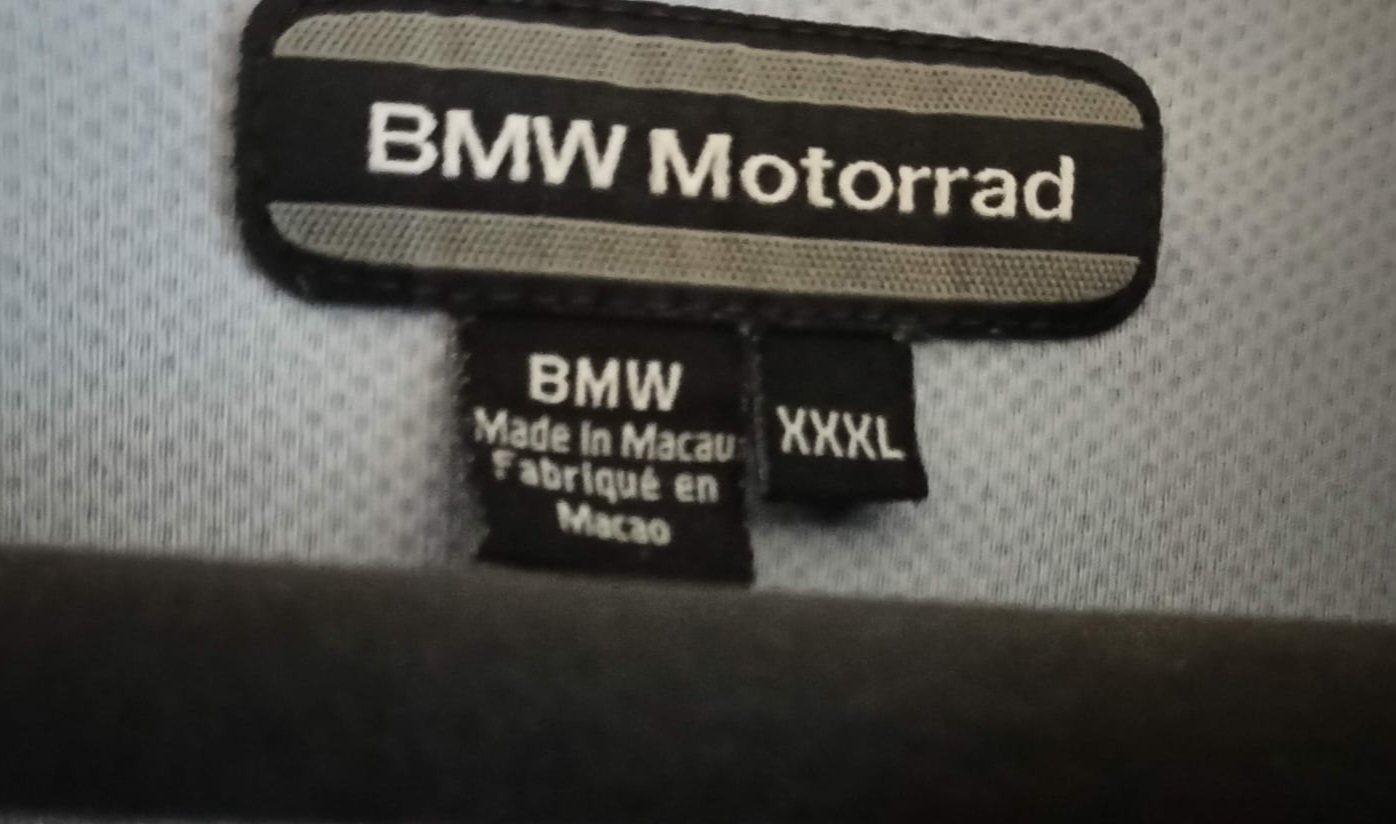 BMW Motorrad
BMW
Made in Macau
Fabriqué en
Macao
XXXL